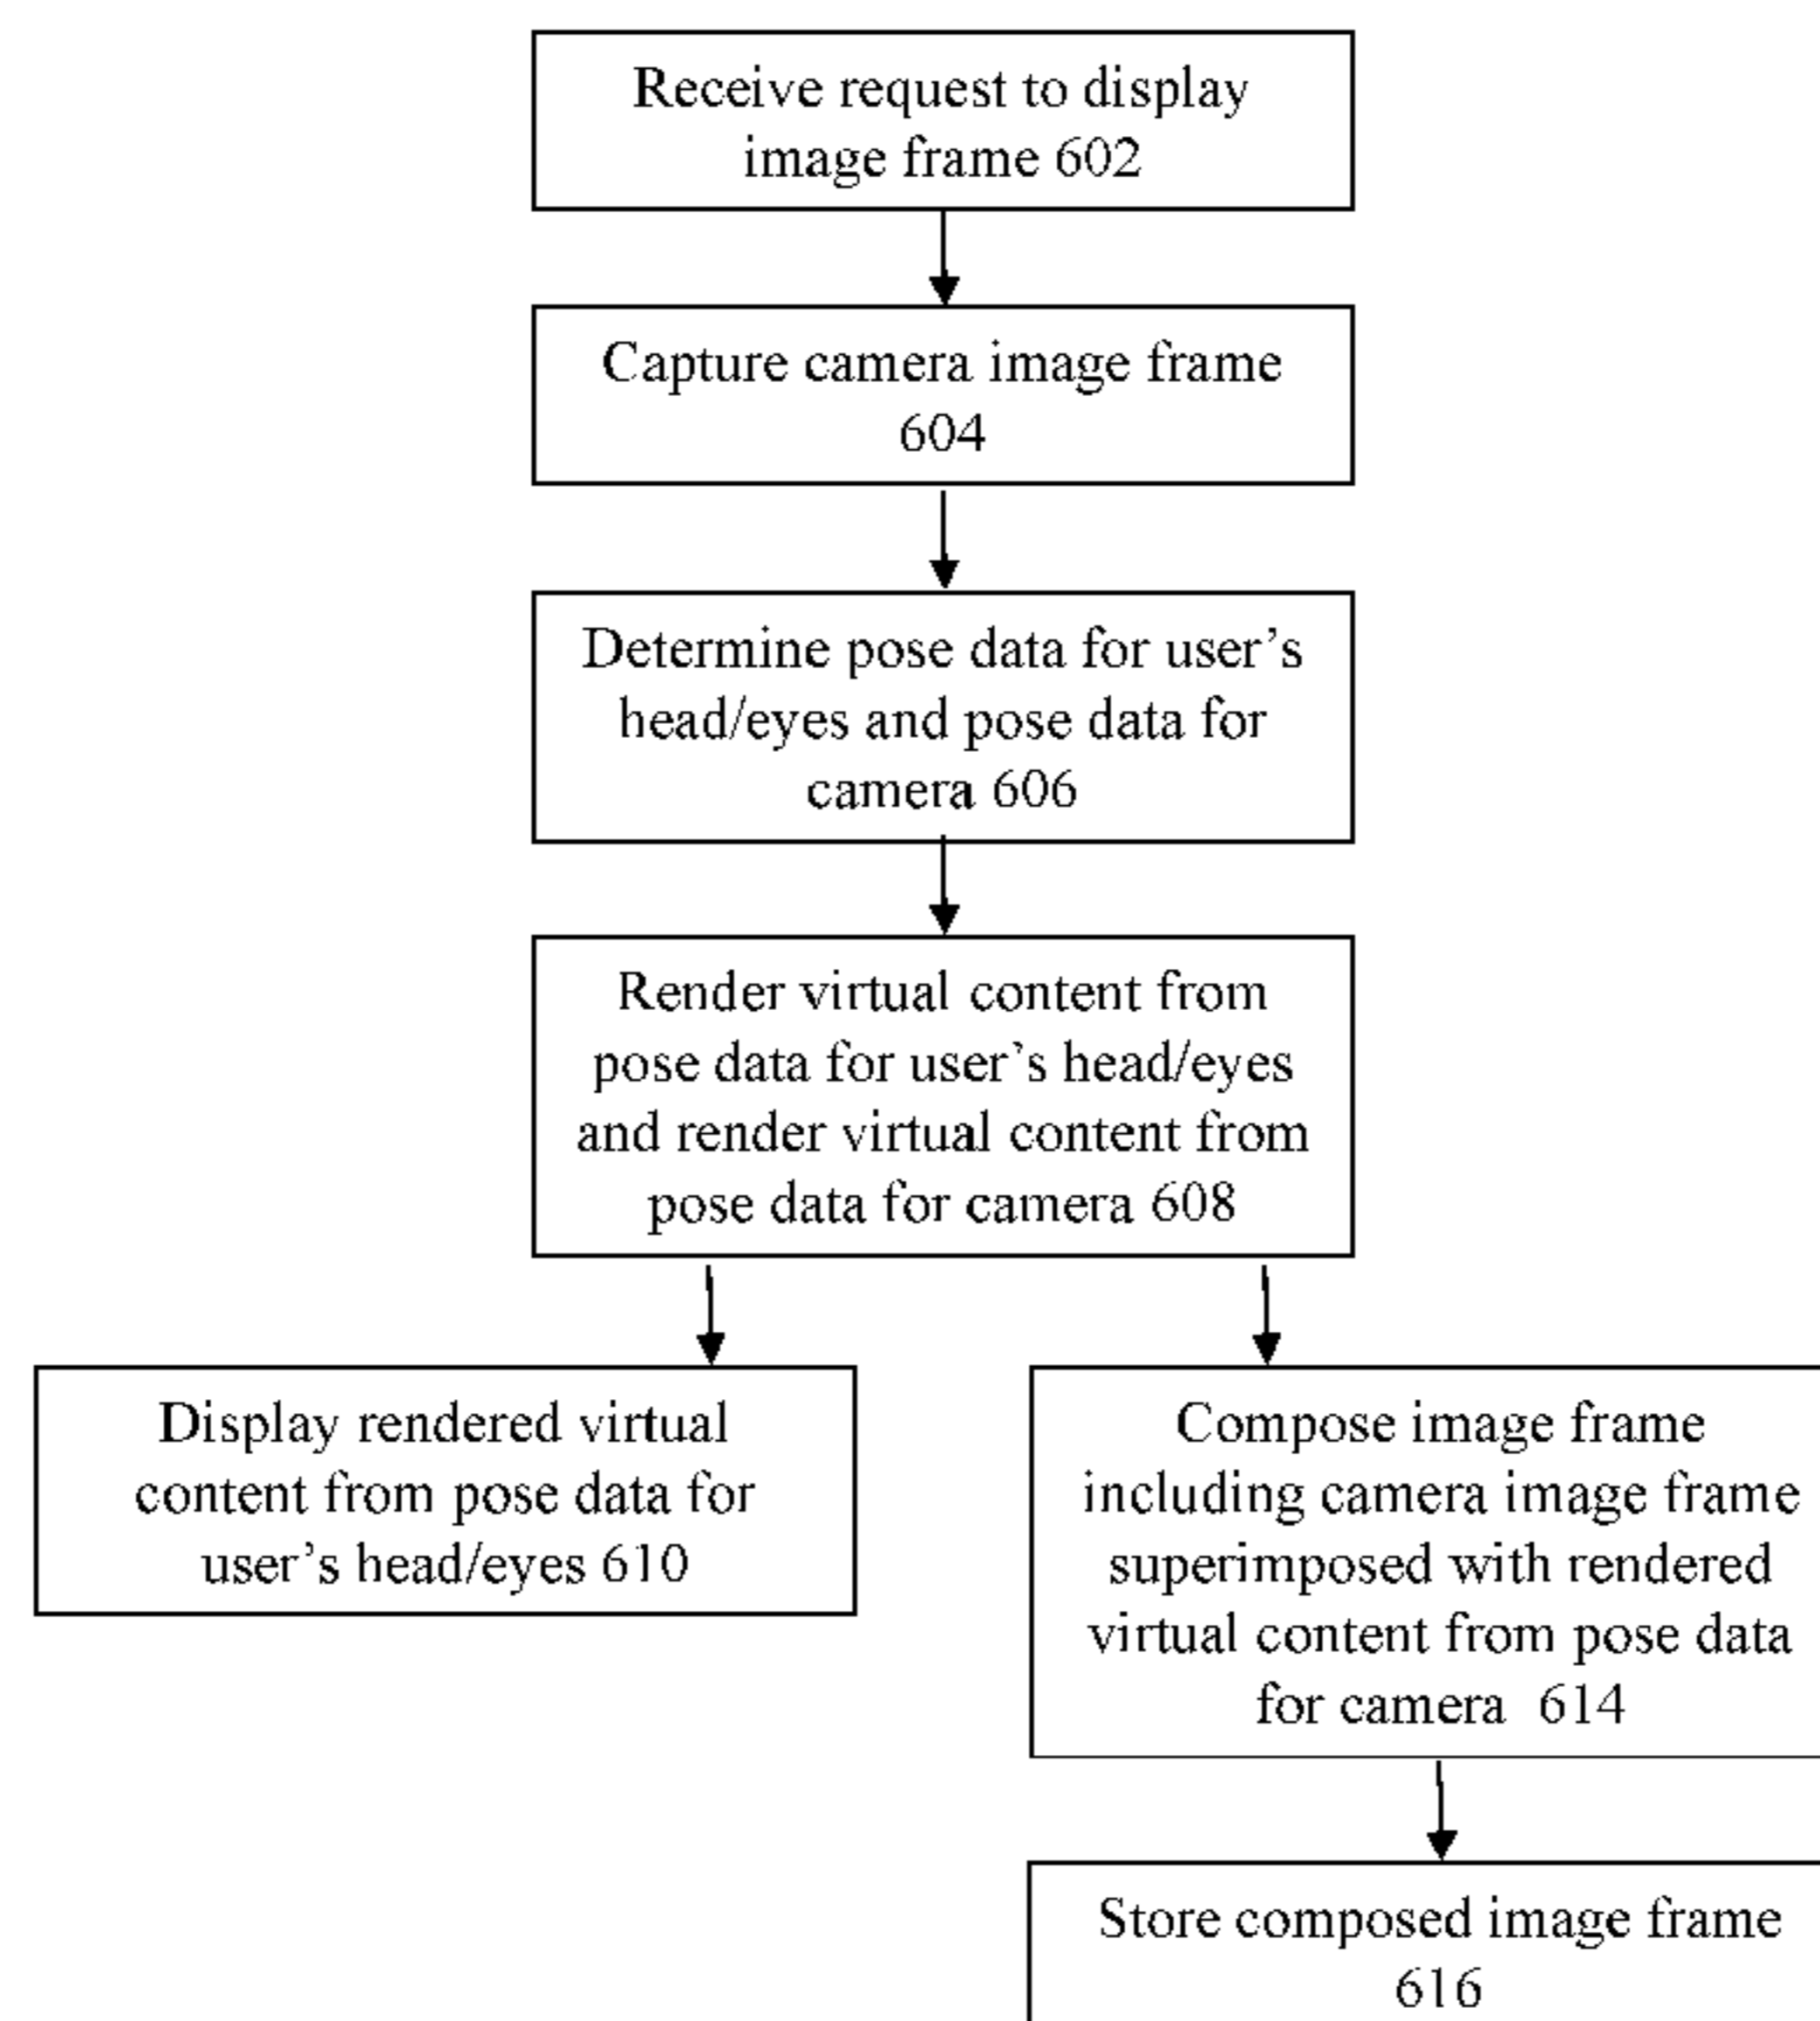 Receive request to display
image frame 602
Capture camera image frame
604
Determine pose data for user’s
head/eyes and pose data for
camera 606
Render virtual content from
pose data for user’s head/eyes
and render virtual content from
pose data for camera 608
Display rendered virtual
content from pose data for
user’s head/eyes 610
Compose image frame
including camera image frame
superimposed with rendered
virtual content from pose data
for camera 614
Store composed image frame
616